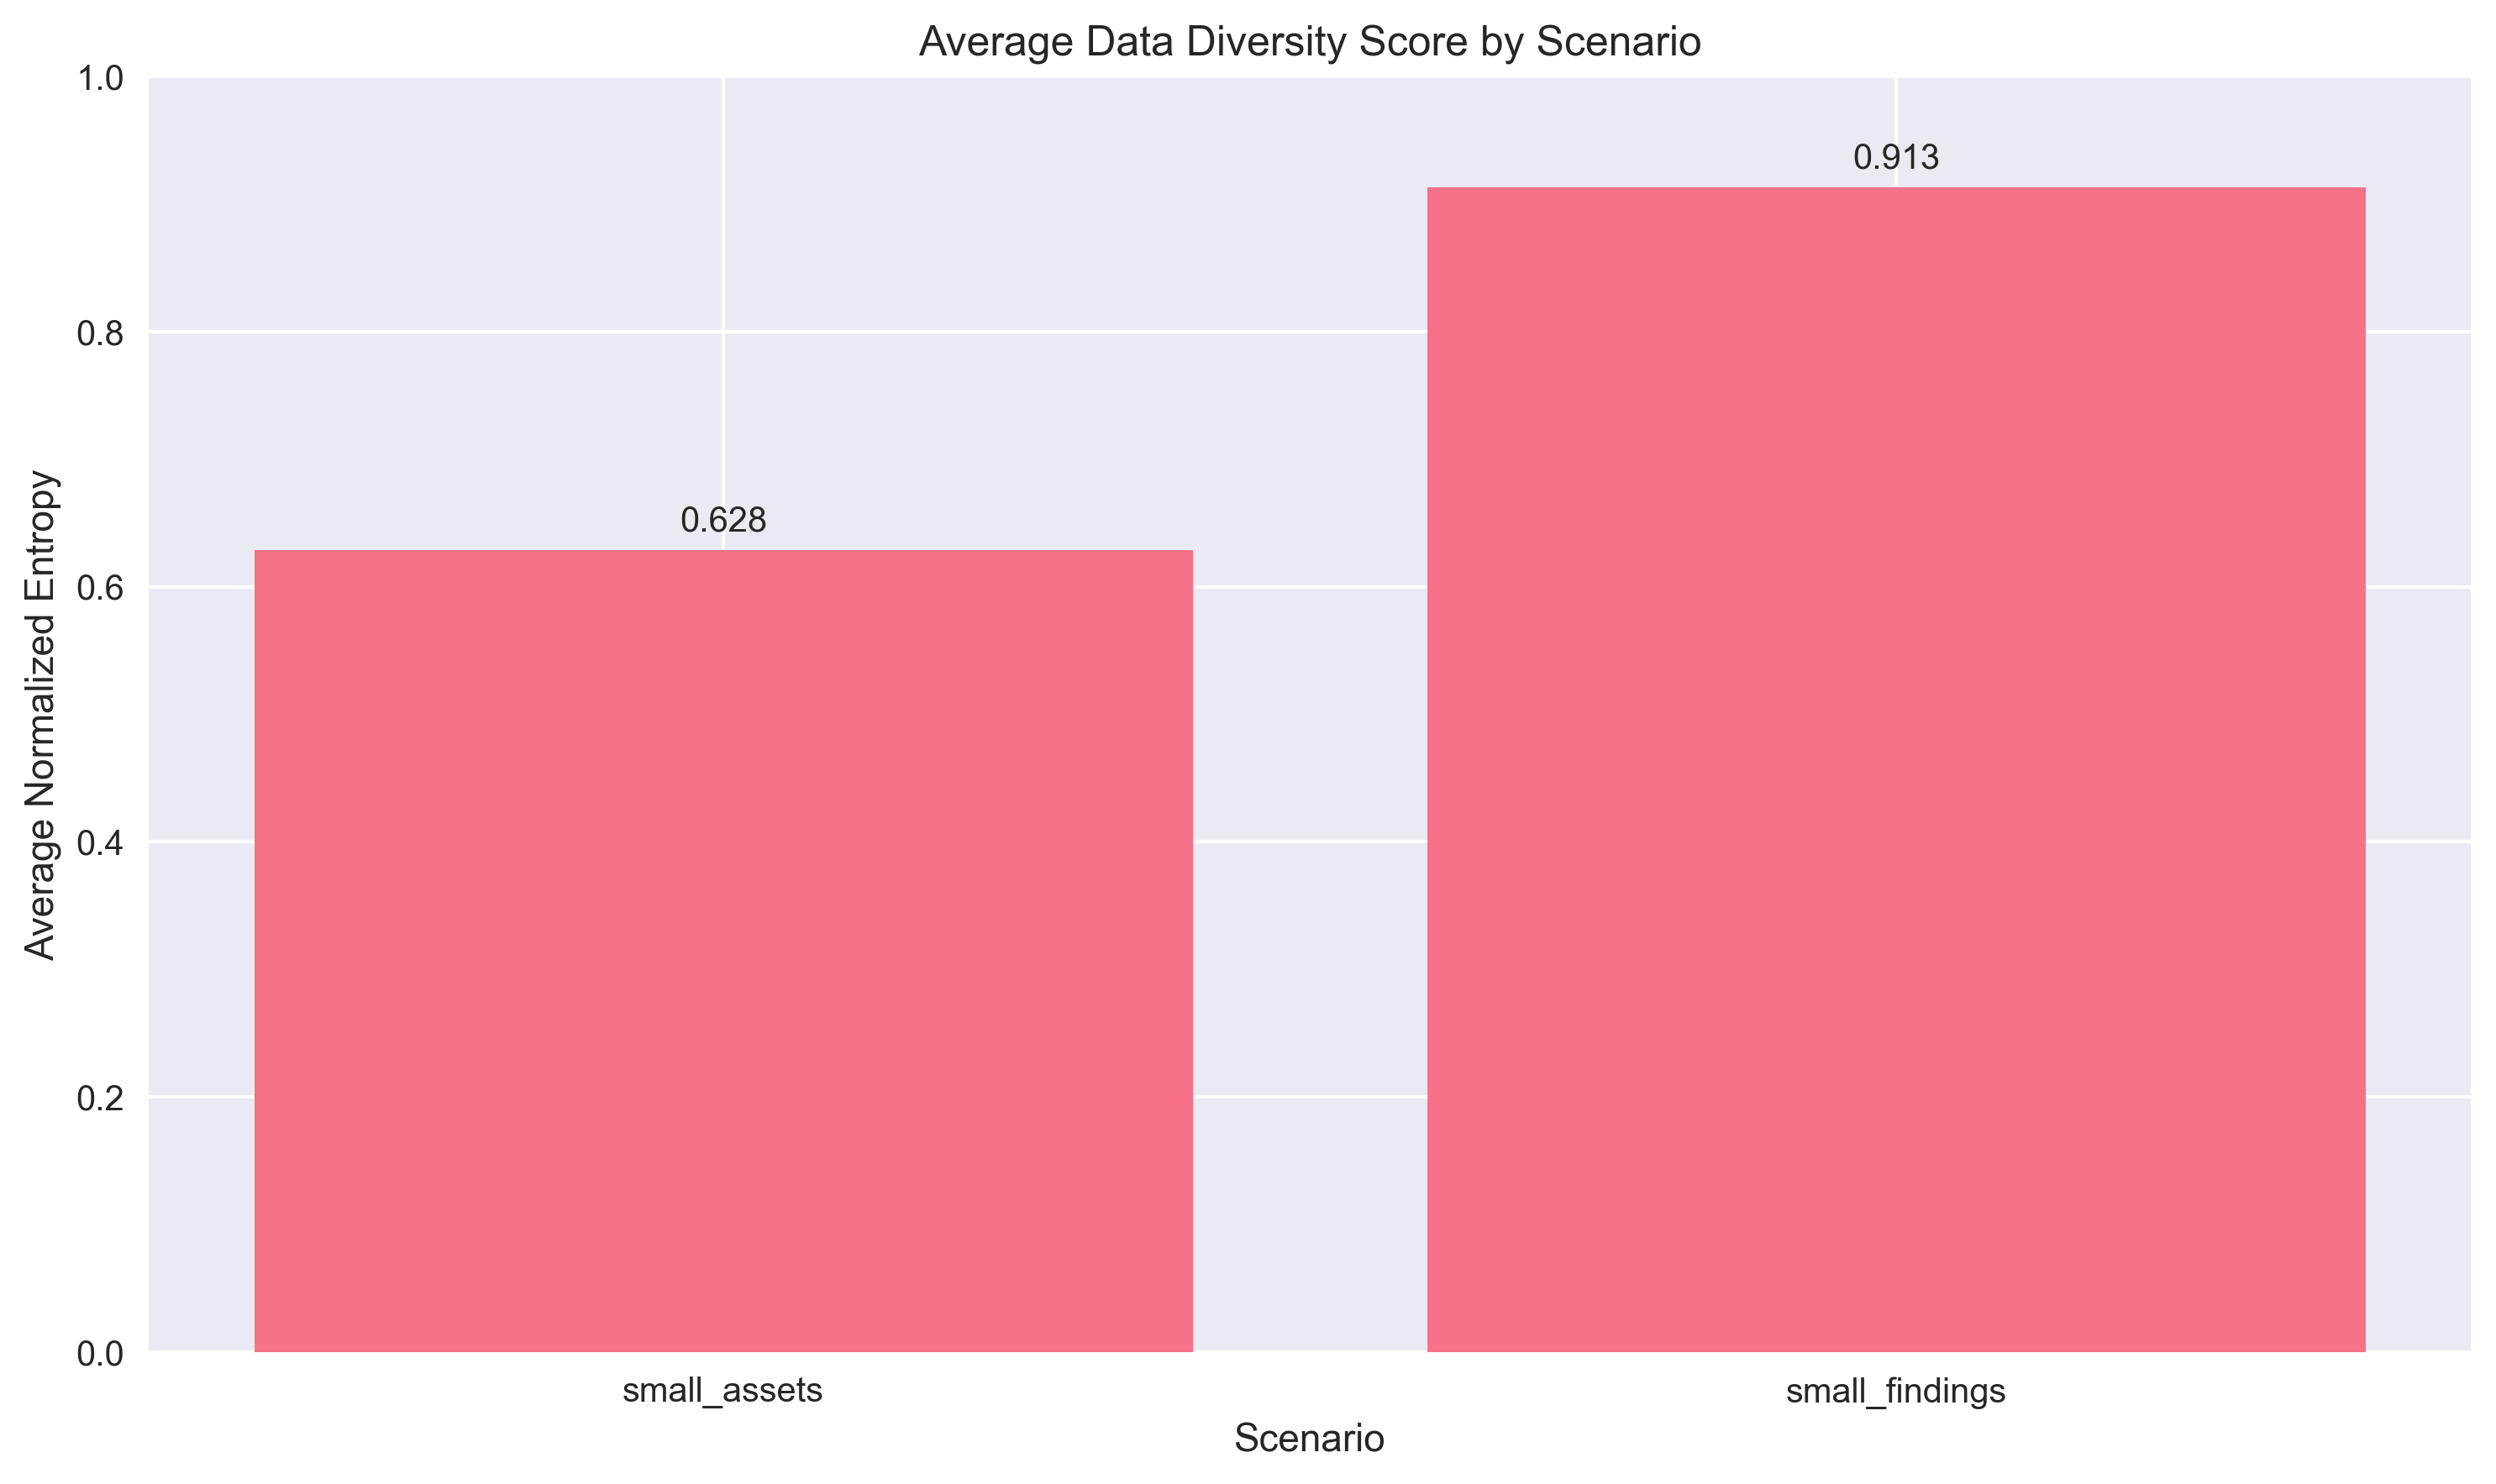 Average Data Diversity Score by Scenario
1.0
0.8
0.6
0.4
0.2
0.0
Average Normalized Entropy
0.628
0.913
small_assets
small_findings
Scenario